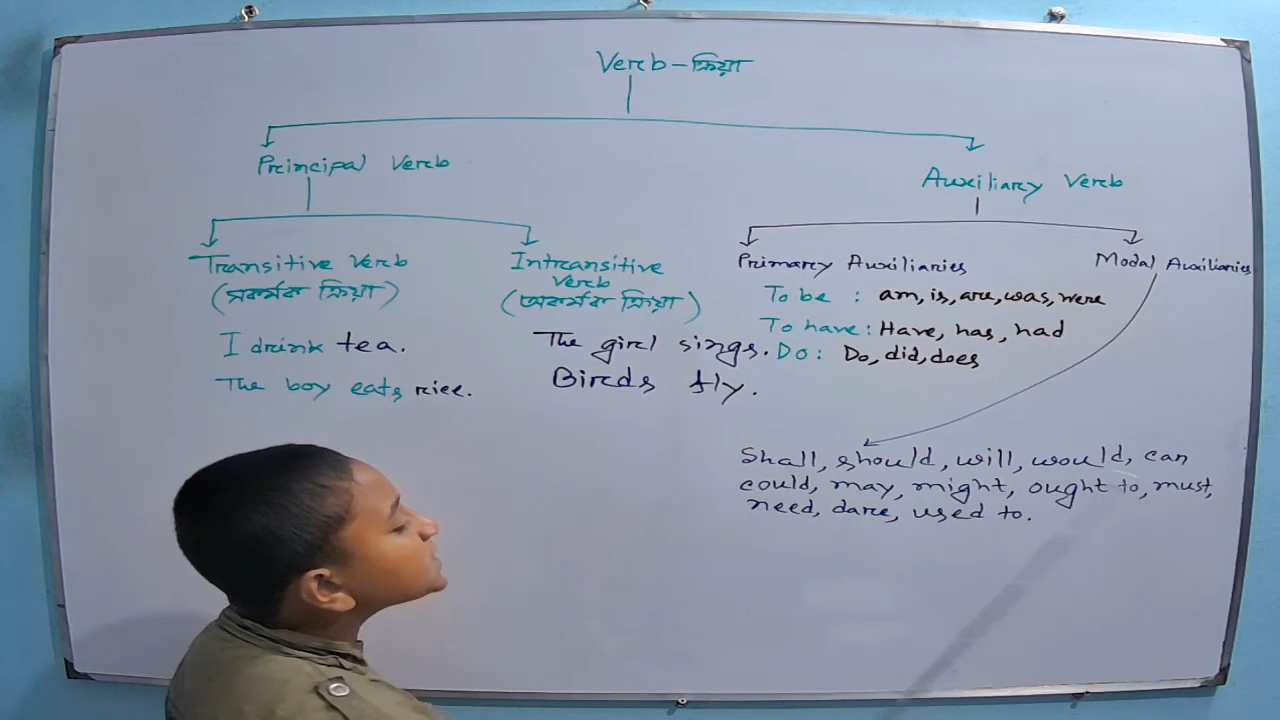 Verb - ক্রিয়া
Principal Verb
Auxiliary Verb
Transitive Verb
(সকর্মক ক্রিয়া)
I drink tea.
The boy eats rice.
Intransitive
Verb
(অকর্মক ক্রিয়া)
The girl sings.
Birds fly.
Primary Auxiliaries
To be : am, is, are, was, were
To have : Have, has, had
Do : Do, did, does
Modal Auxiliaries
Shall, should, will, would, can
could, may, might, ought to, must,
need, dare, used to.